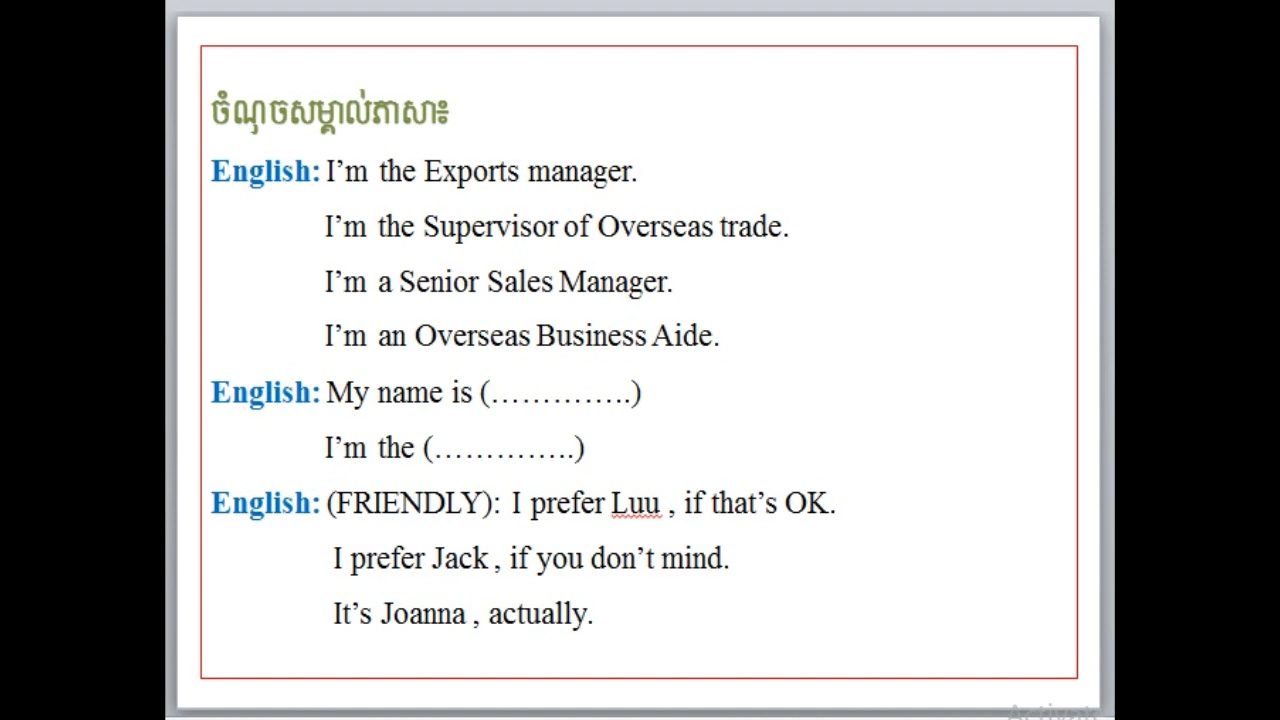 ចំណុចសម្គាល់ភាសា៖
English: I’m the Exports manager.
I’m the Supervisor of Overseas trade.
I’m a Senior Sales Manager.
I’m an Overseas Business Aide.
English: My name is (…………..)
I’m the (…………..)
English: (FRIENDLY): I prefer Luu , if that’s OK.
I prefer Jack , if you don’t mind.
It’s Joanna , actually.